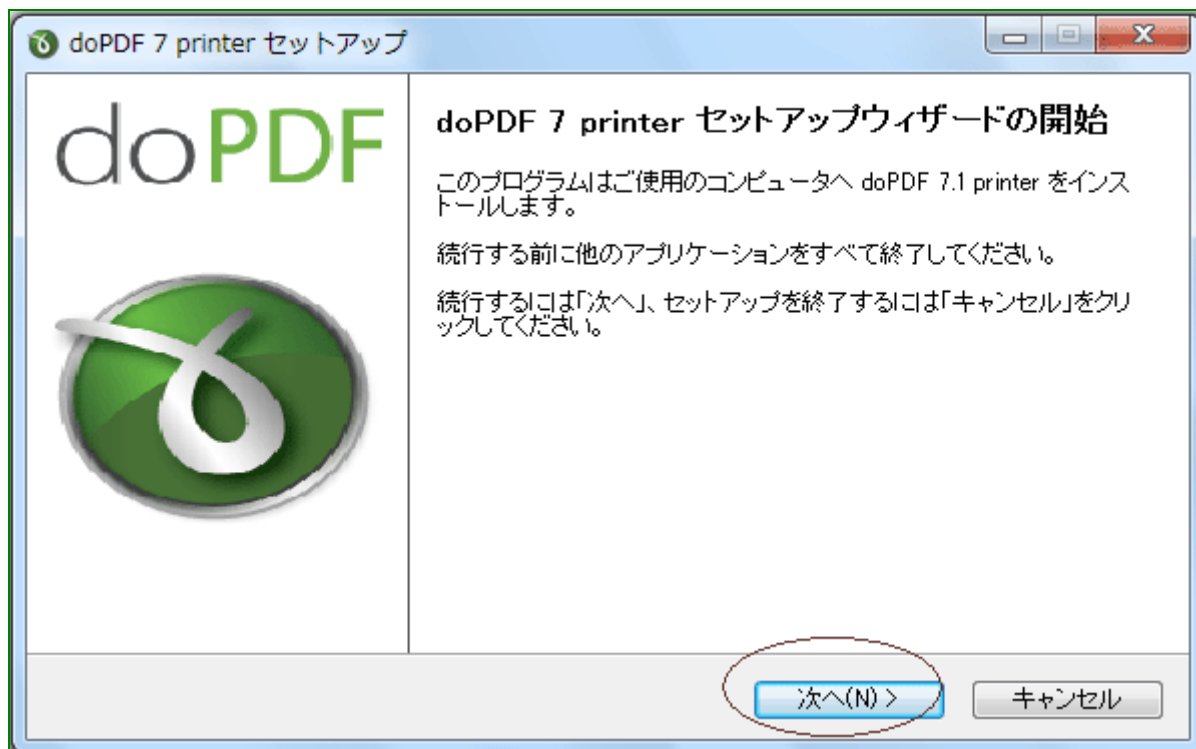 doPDF 7 printer セットアップ
doPDF
doPDF 7 printer セットアップウィザードの開始
このプログラムはご使用のコンピュータへ doPDF 7.1 printer をインス
トールします。
続行する前に他のアプリケーションをすべて終了してください。
続行するには「次へ」、セットアップを終了するには「キャンセル」をクリ
ックしてください。
次へ(N) >
キャンセル